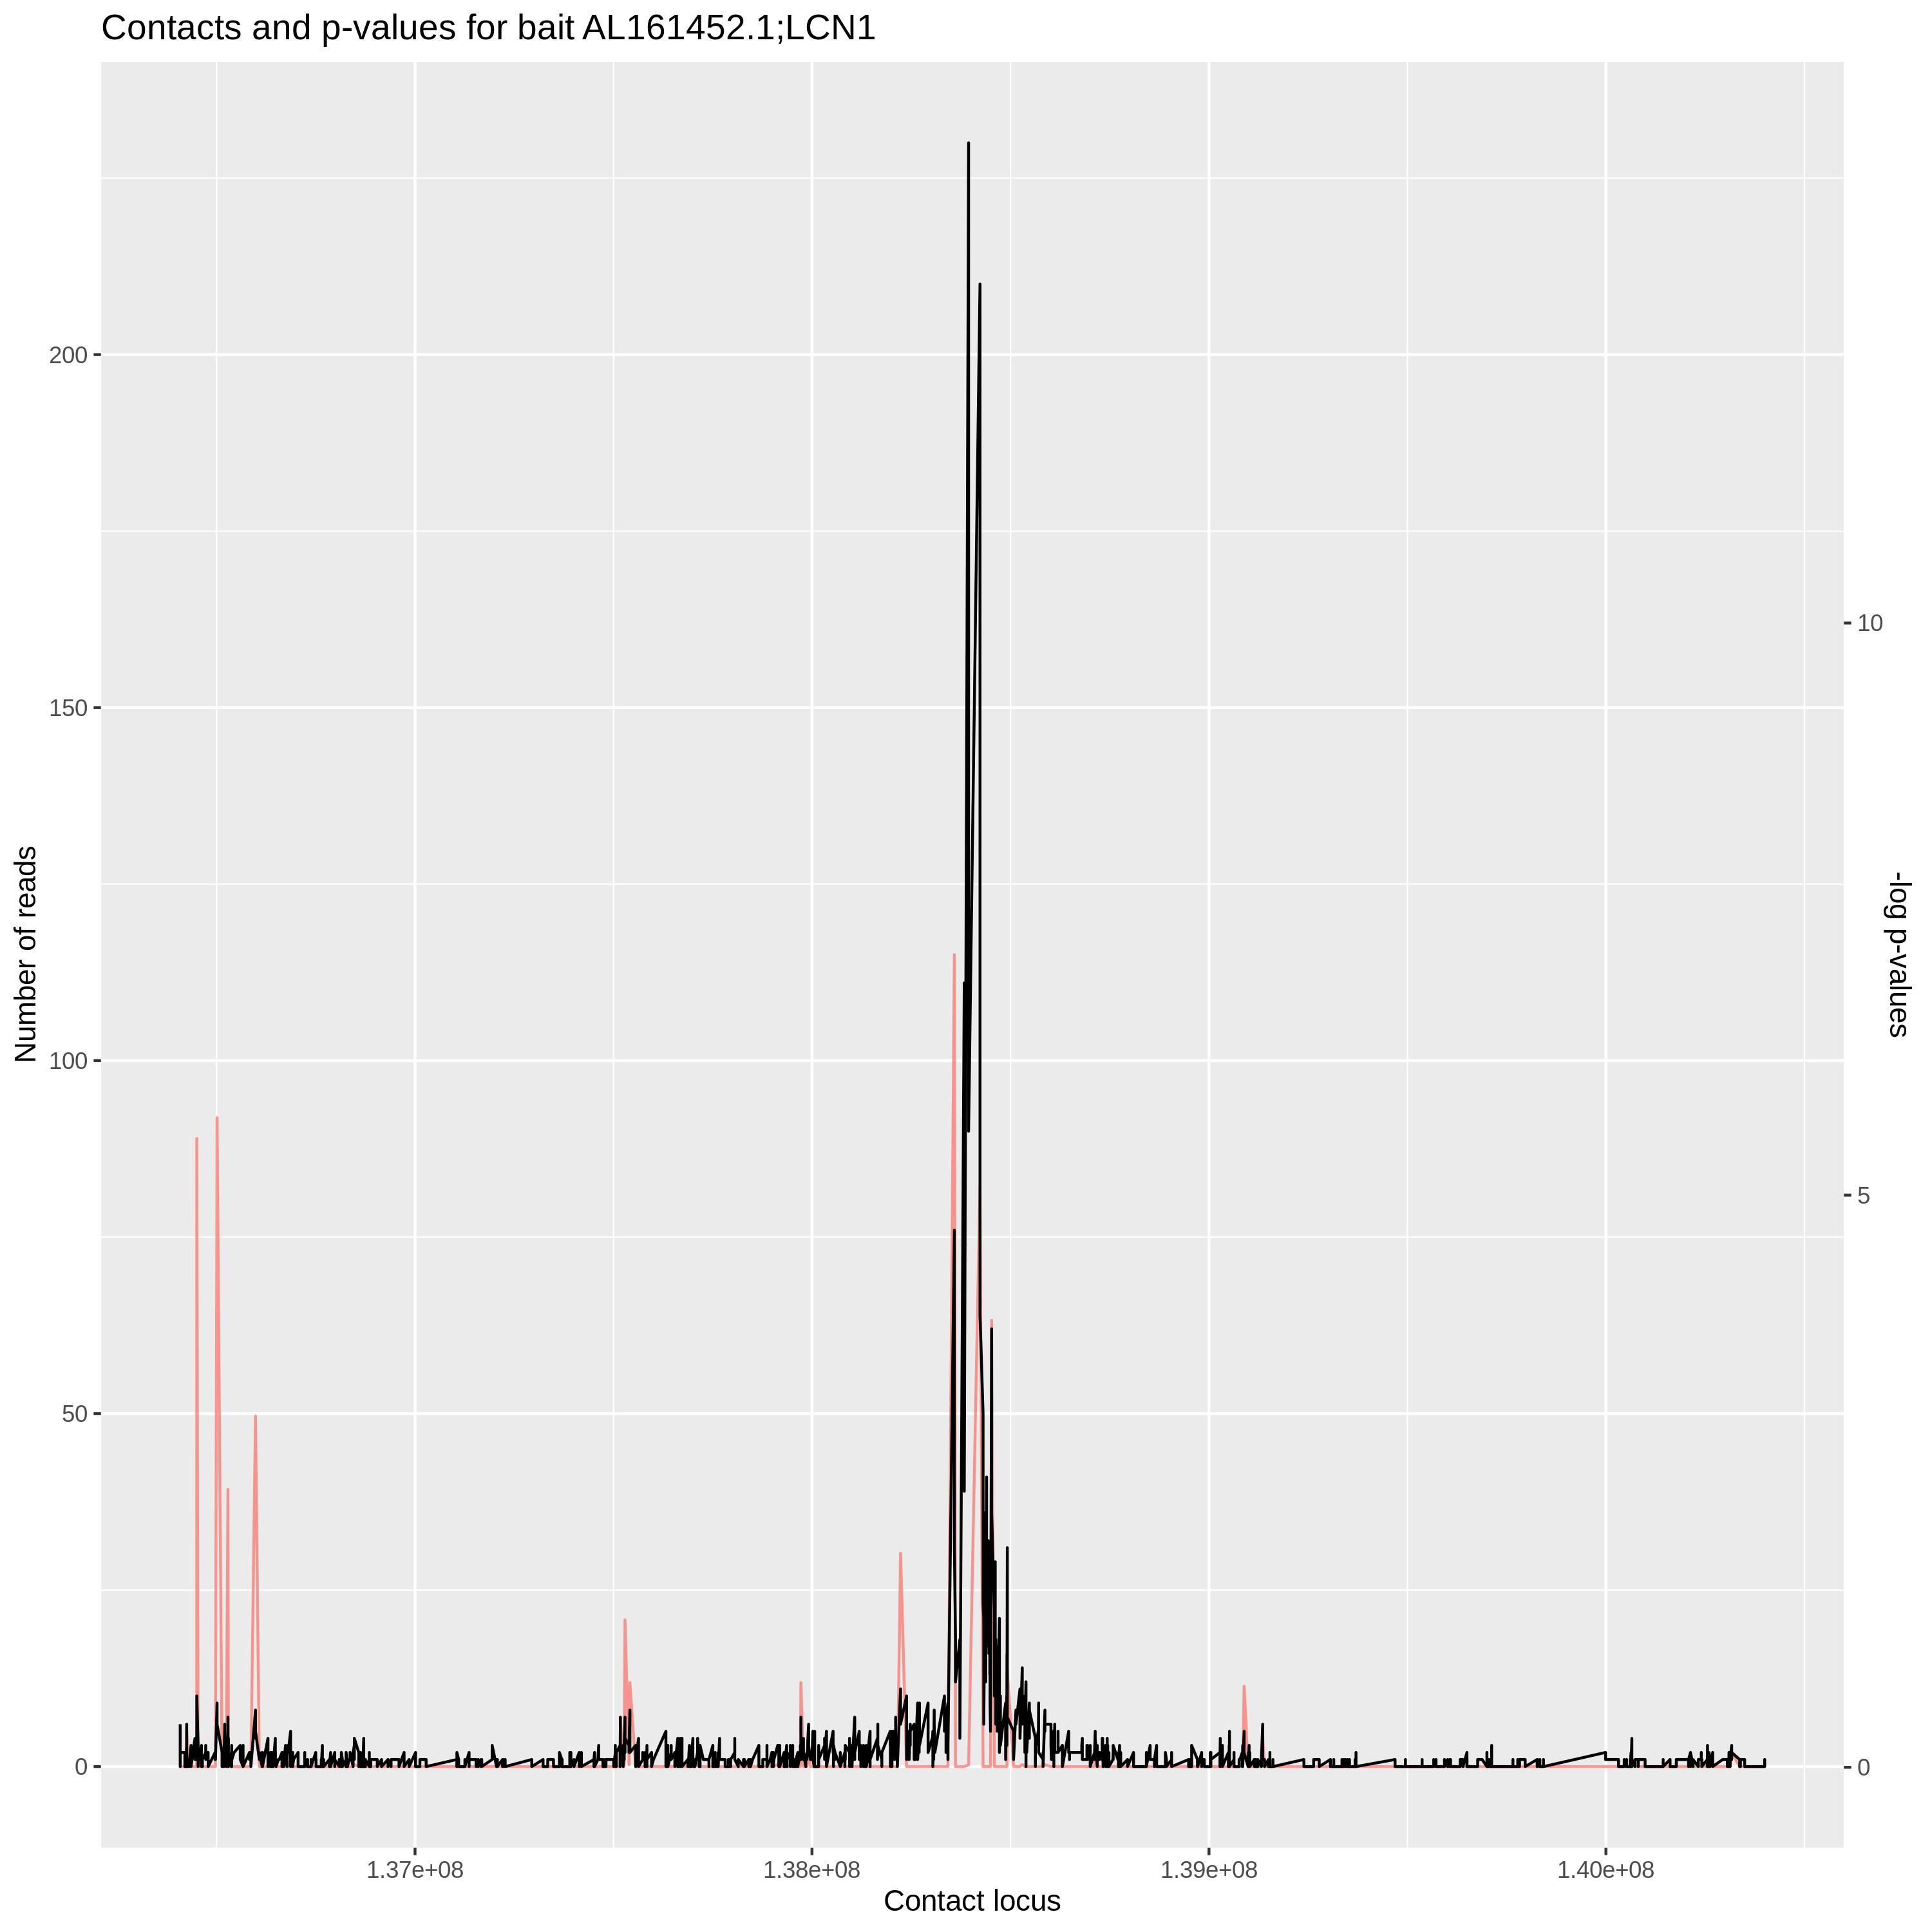 Contacts and p-values for bait AL161452.1;LCN1
200
150
100
50
0
Number of reads
10
5
0
-log p-values
1.37e+08
1.38e+08
1.39e+08
1.40e+08
Contact locus